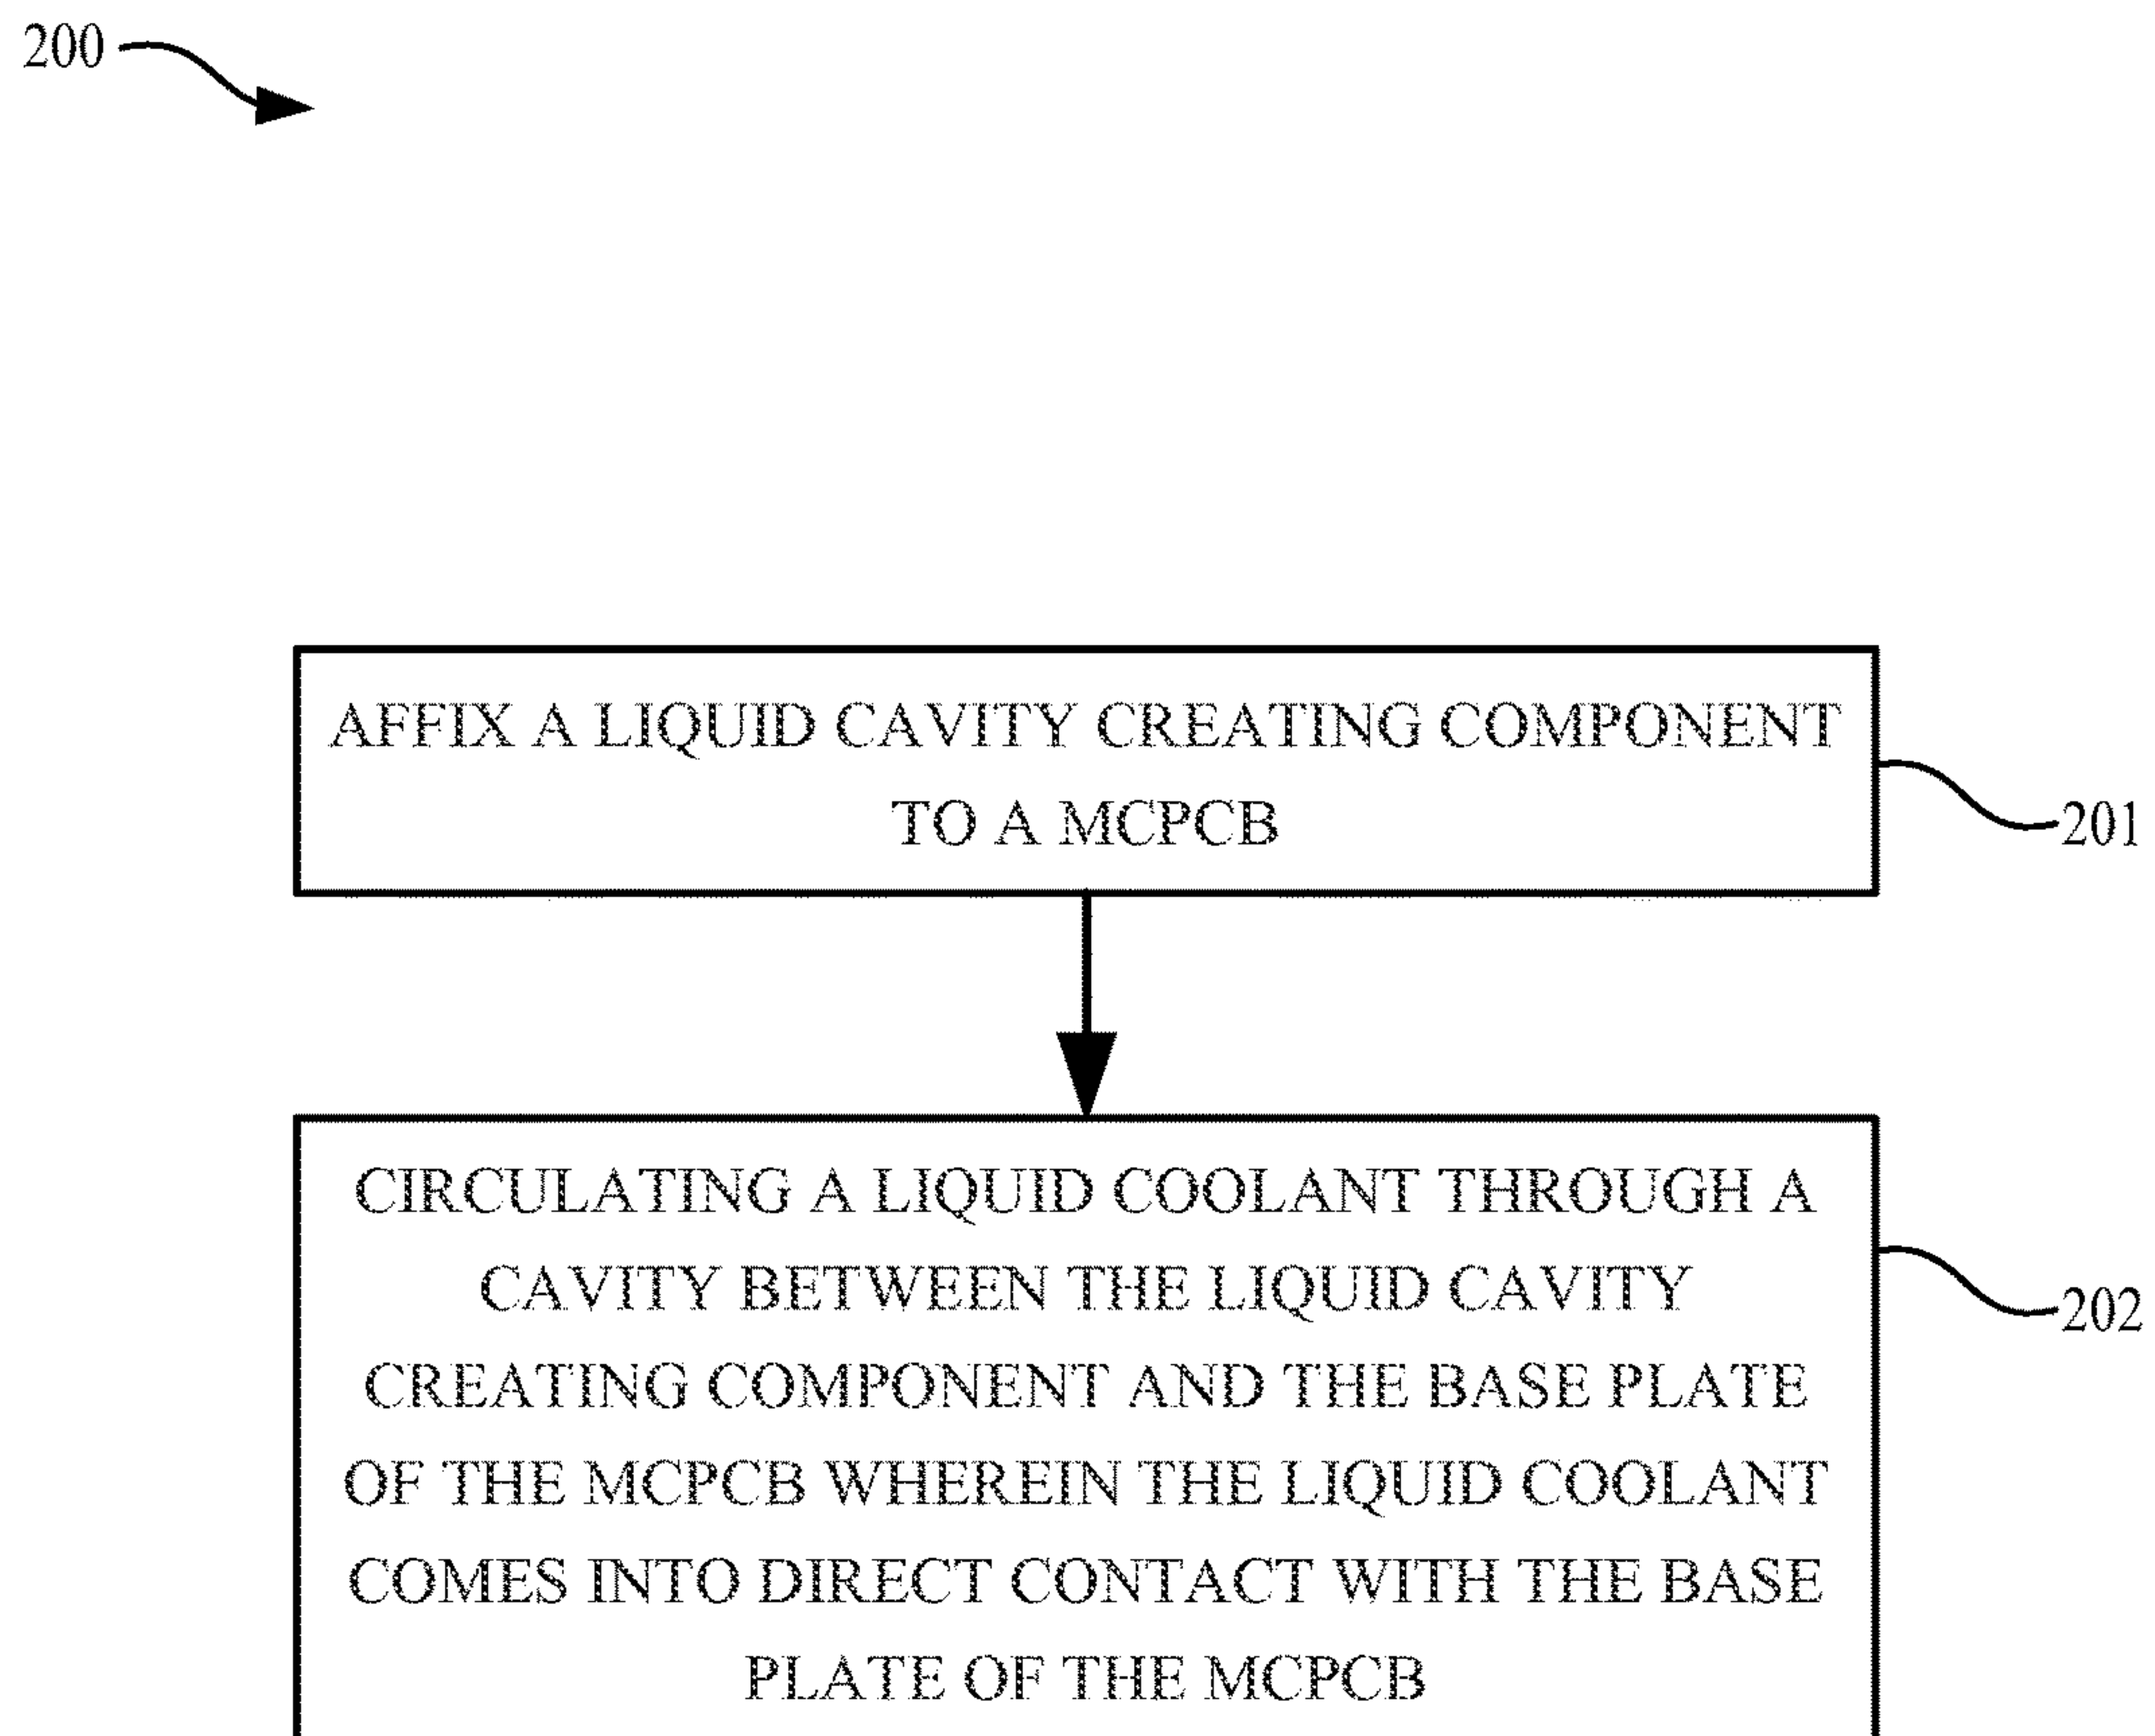 200
AFFIX A LIQUID CAVITY CREATING COMPONENT
TO A MCPCB
201
CIRCULATING A LIQUID COOLANT THROUGH A
CAVITY BETWEEN THE LIQUID CAVITY
CREATING COMPONENT AND THE BASE PLATE
OF THE MCPCB WHEREIN THE LIQUID COOLANT
COMES INTO DIRECT CONTACT WITH THE BASE
PLATE OF THE MCPCB
202